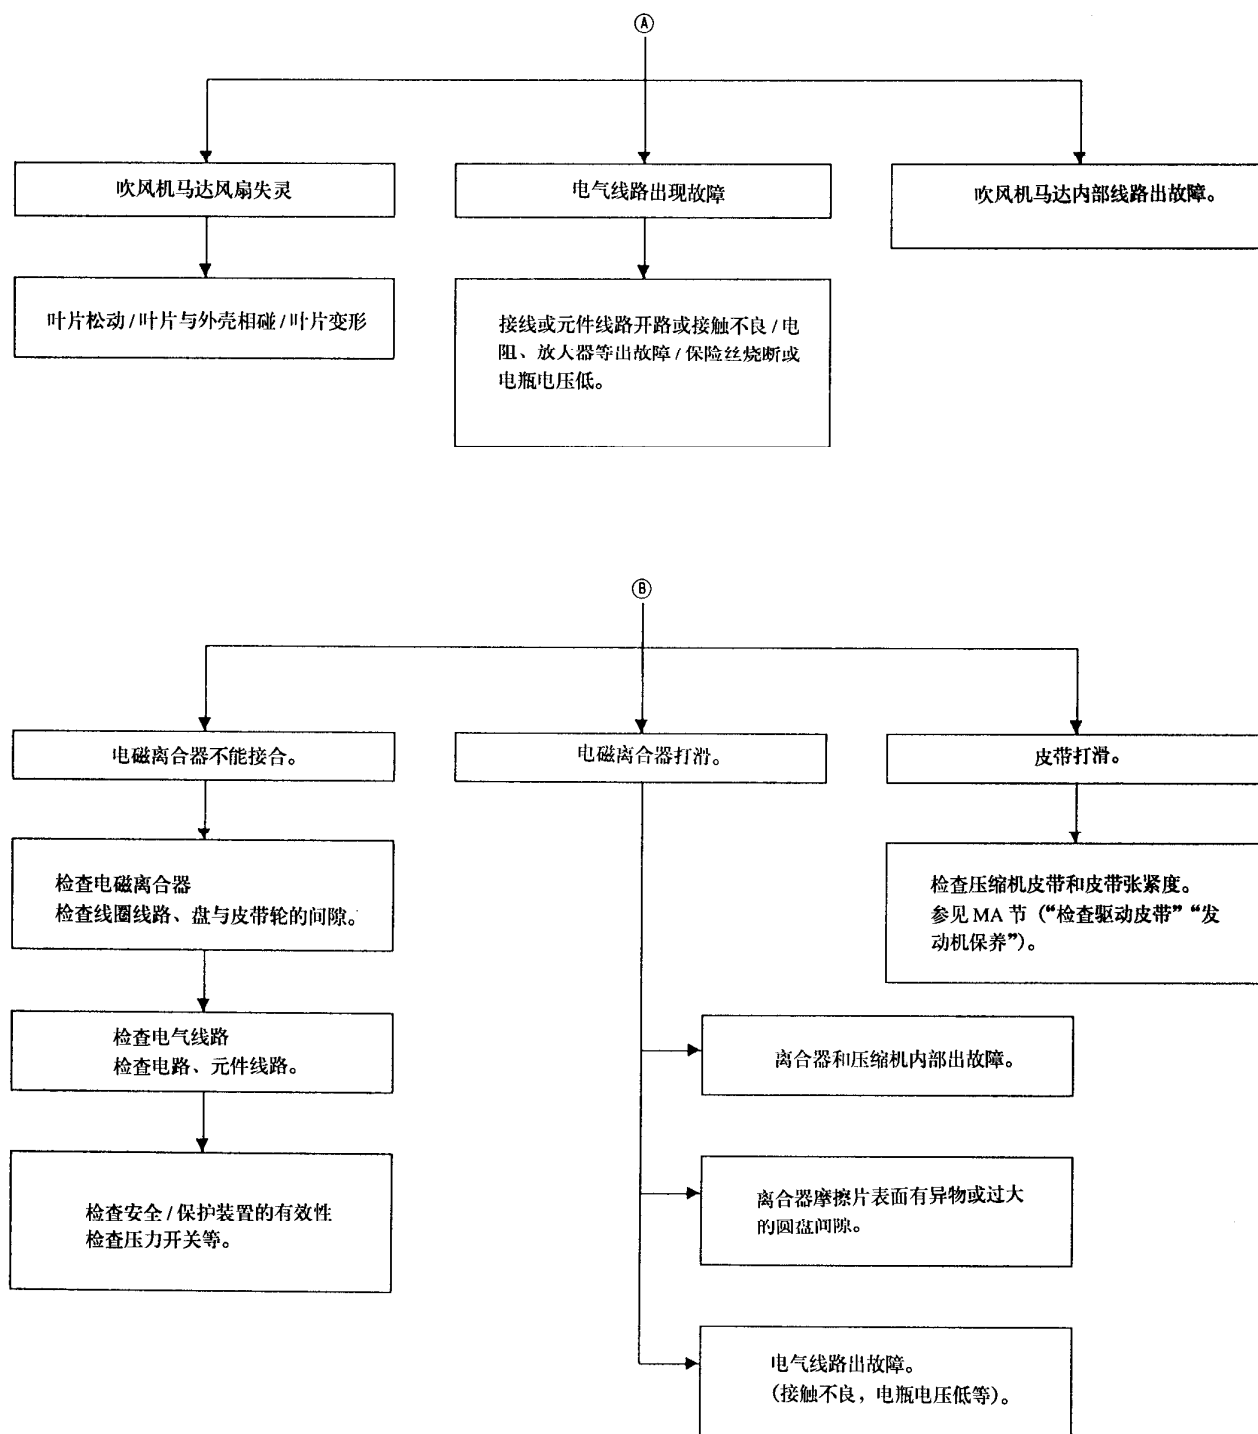 Ⓐ
吹风机马达风扇失灵
电气线路出现故障
吹风机马达内部线路出故障。
叶片松动/叶片与外壳相碰/叶片变形
接线或元件线路开路或接触不良/电
阻、放大器等出故障/保险丝烧断或
电瓶电压低。
Ⓑ
电磁离合器不能接合。
电磁离合器打滑。
皮带打滑。
检查电磁离合器
检查线圈线路、盘与皮带轮的间隙。
检查压缩机皮带和皮带张紧度。
参见 MA 节（“检查驱动皮带”“发
动机保养”）。
检查电气线路
检查电路、元件线路。
离合器和压缩机内部出故障。
检查安全/保护装置的有效性
检查压力开关等。
离合器摩擦片表面有异物或过大
的圆盘间隙。
电气线路出故障。
（接触不良，电瓶电压低等）。